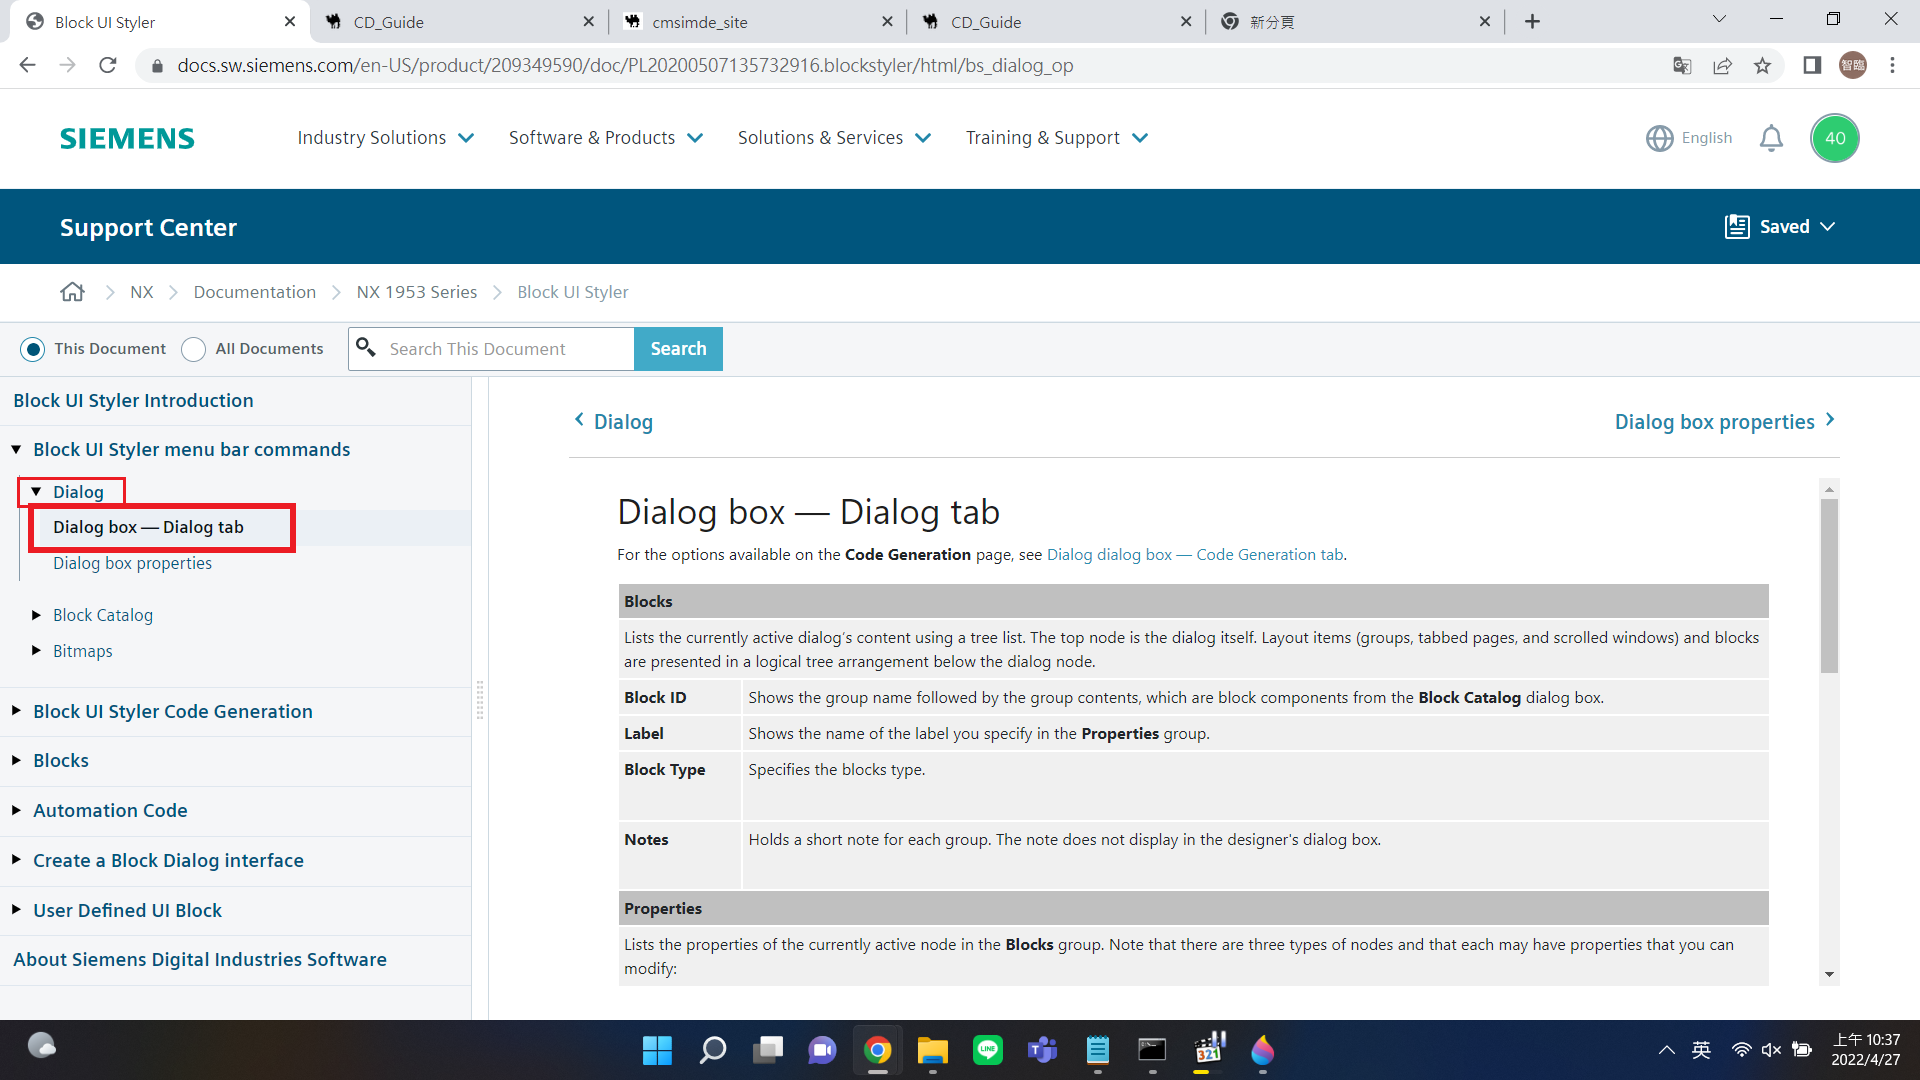 Block UI Styler
CD_Guide
cmsimde_site
CD_Guide
新分頁
docs.sw.siemens.com/en-US/product/209349590/doc/PL20200507135732916.blockstyler/html/bs_dialog_op
智臨
SIEMENS
Industry Solutions
Software & Products
Solutions & Services
Training & Support
English
40
Support Center
Saved
NX
Documentation
NX 1953 Series
Block UI Styler
This Document
All Documents
Search This Document
Search
Block UI Styler Introduction
Block UI Styler menu bar commands
Dialog
Dialog box — Dialog tab
Dialog box properties
Block Catalog
Bitmaps
Block UI Styler Code Generation
Blocks
Automation Code
Create a Block Dialog interface
User Defined UI Block
About Siemens Digital Industries Software
Dialog
Dialog box properties
Dialog box — Dialog tab
For the options available on the Code Generation page, see Dialog dialog box — Code Generation tab.
Blocks
Lists the currently active dialog's content using a tree list. The top node is the dialog itself. Layout items (groups, tabbed pages, and scrolled windows) and blocks
are presented in a logical tree arrangement below the dialog node.
Block ID Shows the group name followed by the group contents, which are block components from the Block Catalog dialog box.
Label Shows the name of the label you specify in the Properties group.
Block Type Specifies the blocks type.
Notes Holds a short note for each group. The note does not display in the designer's dialog box.
Properties
Lists the properties of the currently active node in the Blocks group. Note that there are three types of nodes and that each may have properties that you can
modify:
LINE
321
英
上午 10:37
2022/4/27